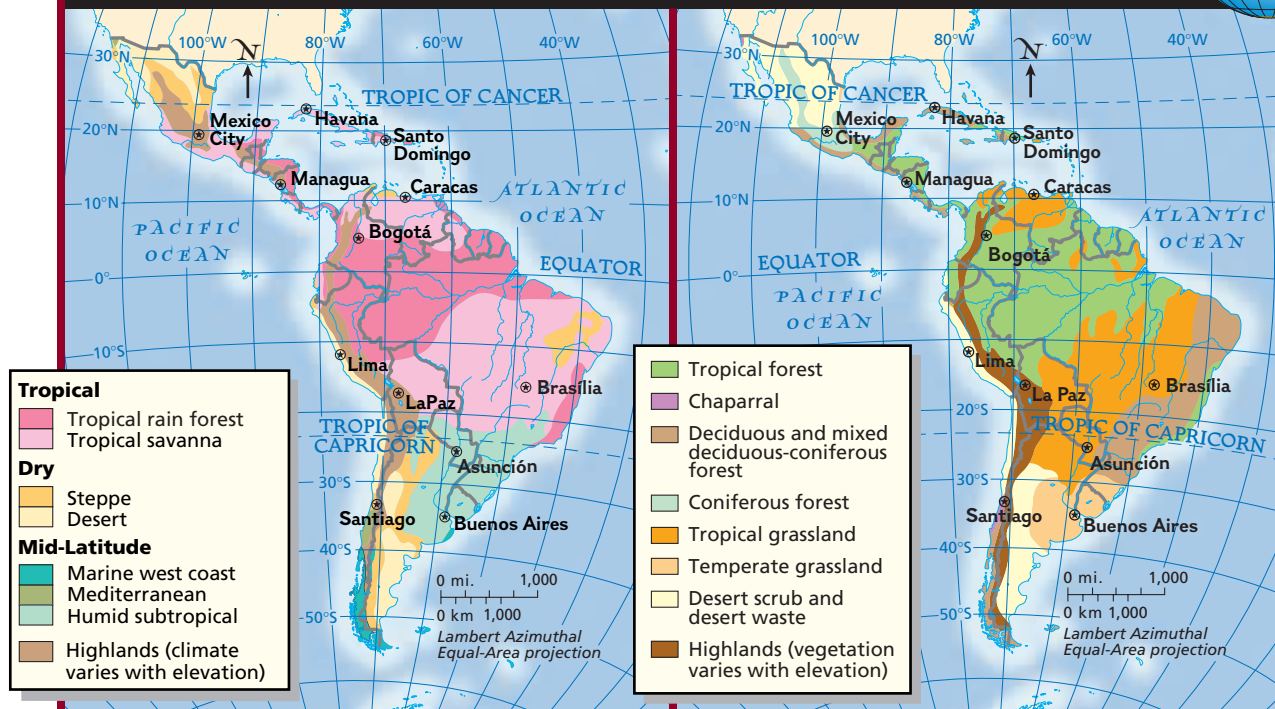 100°W
80°W
60°W
40°W
30°N
N
TROPIC OF CANCER
Mexico
City
Havana
20°N
Santo
Domingo
Managua
Caracas
10°N
ATLANTIC
OCEAN
PACIFIC
OCEAN
Bogotá
EQUATOR
0°
10°S
Lima
Brasília
LaPaz
TROPIC OF
CAPRICORN
Asunción
30°S
Santiago
Buenos Aires
40°S
0 mi. 1,000
0 km 1,000
50°S
Lambert Azimuthal
Equal-Area projection
Tropical
Tropical rain forest
Tropical savanna
Dry
Steppe
Desert
Mid-Latitude
Marine west coast
Mediterranean
Humid subtropical
Highlands (climate
varies with elevation)
100°W
80°W
60°W
40°W
30°N
N
TROPIC OF CANCER
Mexico
City
Havana
20°N
Santo
Domingo
Managua
Caracas
10°N
ATLANTIC
OCEAN
Bogotá
EQUATOR
0°
PACIFIC
OCEAN
Lima
La Paz
Brasília
20°S
TROPIC OF CAPRICORN
Asunción
30°S
Santiago
Buenos Aires
40°S
0 mi. 1,000
0 km 1,000
50°S
Lambert Azimuthal
Equal-Area projection
Tropical forest
Chaparral
Deciduous and mixed
deciduous-coniferous
forest
Coniferous forest
Tropical grassland
Temperate grassland
Desert scrub and
desert waste
Highlands (vegetation
varies with elevation)